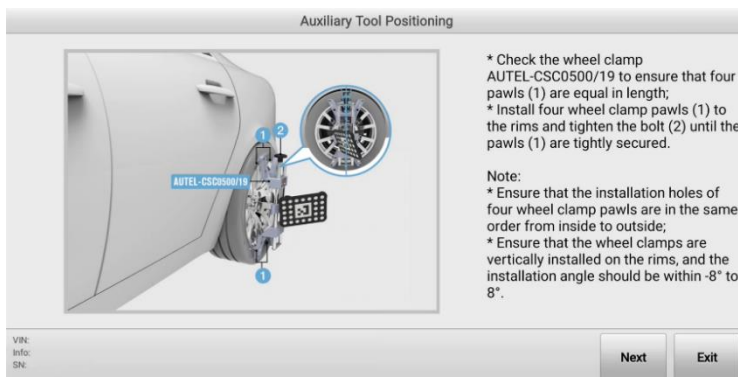 Auxiliary Tool Positioning
1
2
AUTEL-CSC0500/19
1
* Check the wheel clamp
AUTEL-CSC0500/19 to ensure that four
pawls (1) are equal in length;
* Install four wheel clamp pawls (1) to
the rims and tighten the bolt (2) until the
pawls (1) are tightly secured.
Note:
* Ensure that the installation holes of
four wheel clamp pawls are in the same
order from inside to outside;
* Ensure that the wheel clamps are
vertically installed on the rims, and the
installation angle should be within -8° to
8°.
VIN:
Info:
SN:
Next
Exit